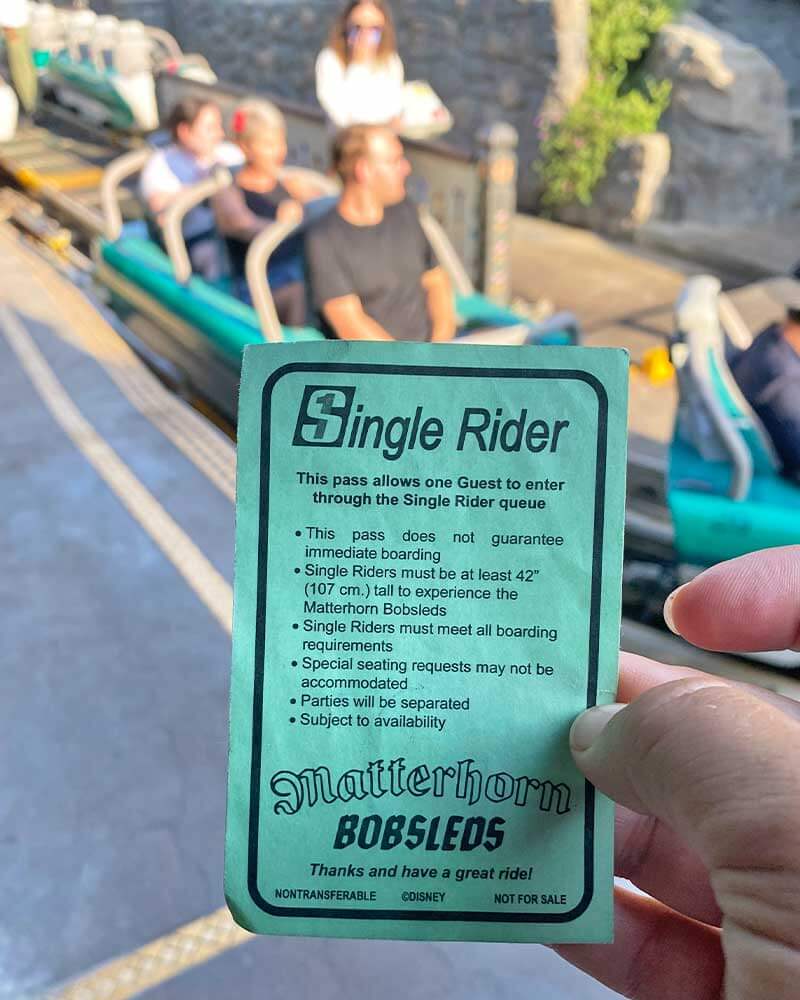 Single Rider
This pass allows one Guest to enter
through the Single Rider queue
• This pass does not guarantee
immediate boarding
• Single Riders must be at least 42"
(107 cm.) tall to experience the
Matterhorn Bobsleds
• Single Riders must meet all boarding
requirements
• Special seating requests may not be
accommodated
• Parties will be separated
• Subject to availability
Matterhorn
BOBSLEDS
Thanks and have a great ride!
NONTRANSFERABLE ©DISNEY NOT FOR SALE